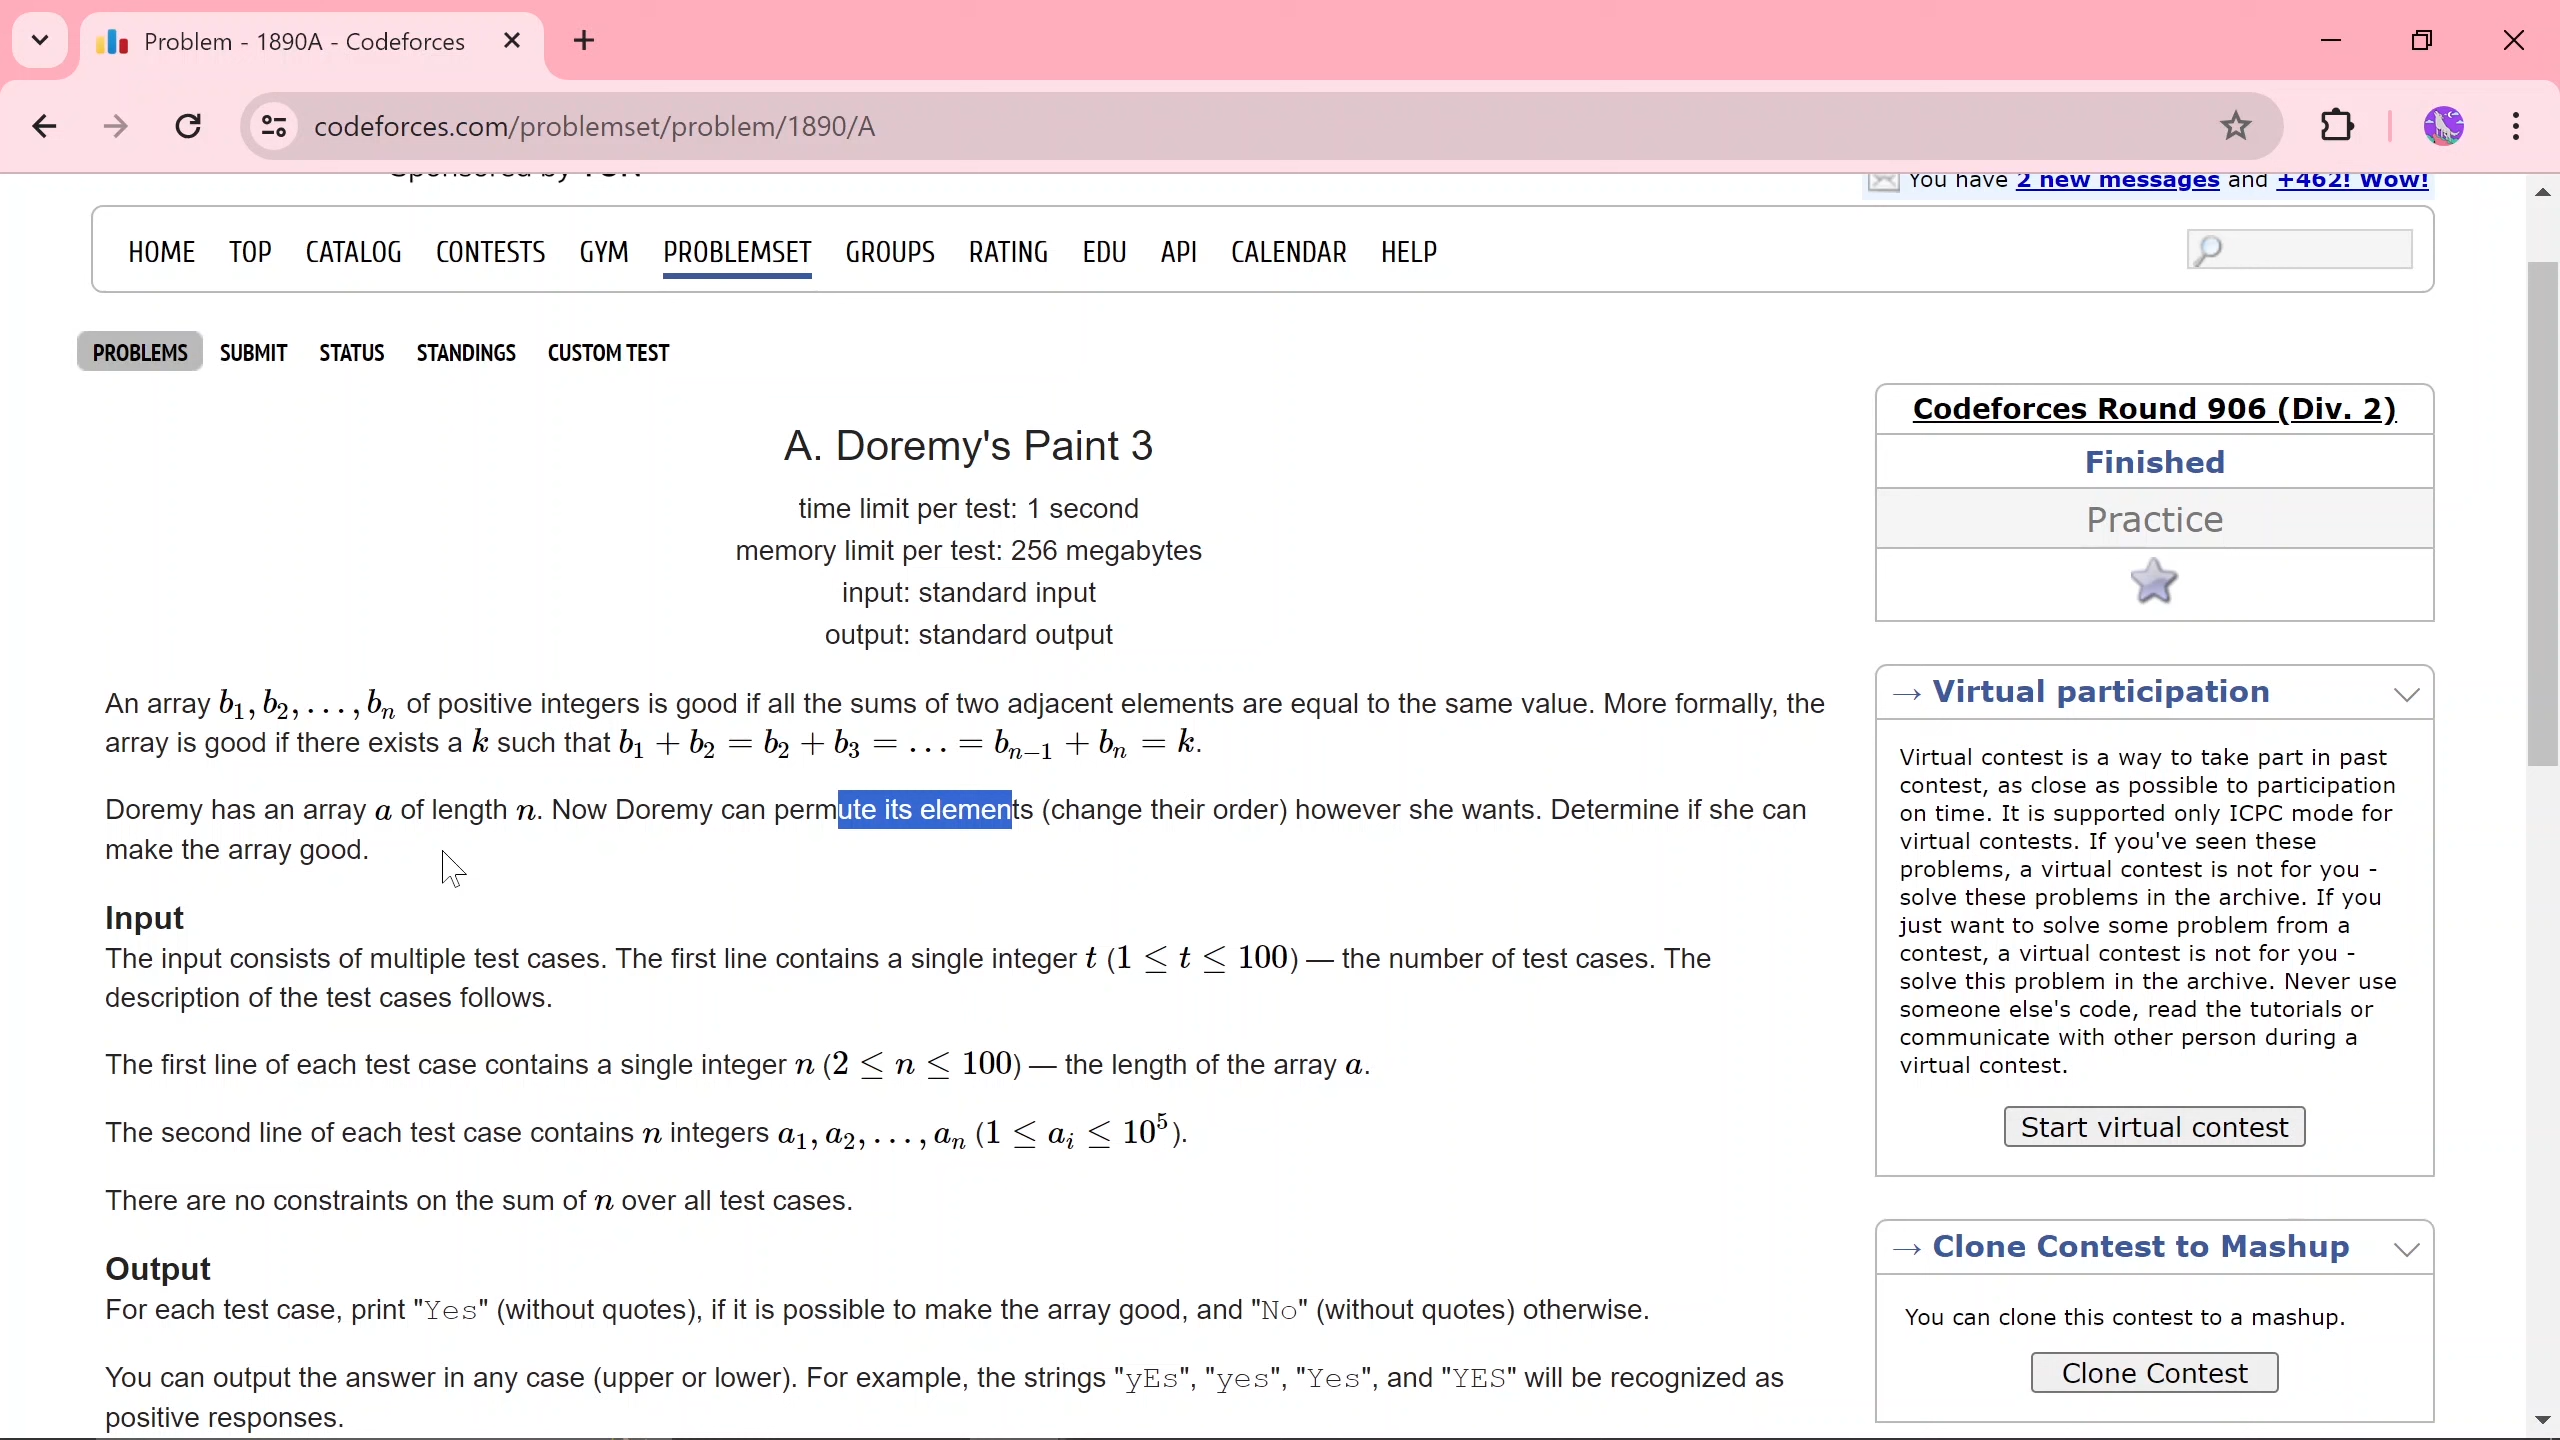 Problem - 1890A - Codeforces
codeforces.com/problemset/problem/1890/A
Sponsored by TON
You have 2 new messages and +462! Wow!
HOME TOP CATALOG CONTESTS GYM PROBLEMSET GROUPS RATING EDU API CALENDAR HELP
PROBLEMS SUBMIT STATUS STANDINGS CUSTOM TEST
A. Doremy's Paint 3
time limit per test: 1 second
memory limit per test: 256 megabytes
input: standard input
output: standard output
An array b₁, b₂, . . . , bₙ of positive integers is good if all the sums of two adjacent elements are equal to the same value. More formally, the
array is good if there exists a k such that b₁ + b₂ = b₂ + b₃ = . . . = bₙ₋₁ + bₙ = k.
Doremy has an array a of length n. Now Doremy can permute its elements (change their order) however she wants. Determine if she can
make the array good.
Input
The input consists of multiple test cases. The first line contains a single integer t (1 ≤ t ≤ 100) — the number of test cases. The
description of the test cases follows.
The first line of each test case contains a single integer n (2 ≤ n ≤ 100) — the length of the array a.
The second line of each test case contains n integers a₁, a₂, . . . , aₙ (1 ≤ aᵢ ≤ 10⁵).
There are no constraints on the sum of n over all test cases.
Output
For each test case, print "Yes" (without quotes), if it is possible to make the array good, and "No" (without quotes) otherwise.
You can output the answer in any case (upper or lower). For example, the strings "yEs", "yes", "Yes", and "YES" will be recognized as
positive responses.
Codeforces Round 906 (Div. 2)
Finished
Practice
→ Virtual participation
Virtual contest is a way to take part in past
contest, as close as possible to participation
on time. It is supported only ICPC mode for
virtual contests. If you've seen these
problems, a virtual contest is not for you -
solve these problems in the archive. If you
just want to solve some problem from a
contest, a virtual contest is not for you -
solve this problem in the archive. Never use
someone else's code, read the tutorials or
communicate with other person during a
virtual contest.
Start virtual contest
→ Clone Contest to Mashup
You can clone this contest to a mashup.
Clone Contest